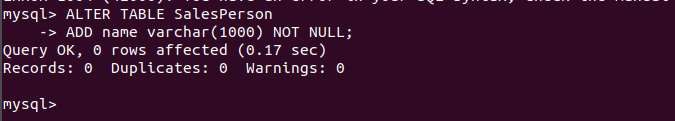 mysql> ALTER TABLE SalesPerson
    -> ADD name varchar(1000) NOT NULL;
Query OK, 0 rows affected (0.17 sec)
Records: 0  Duplicates: 0  Warnings: 0

mysql>